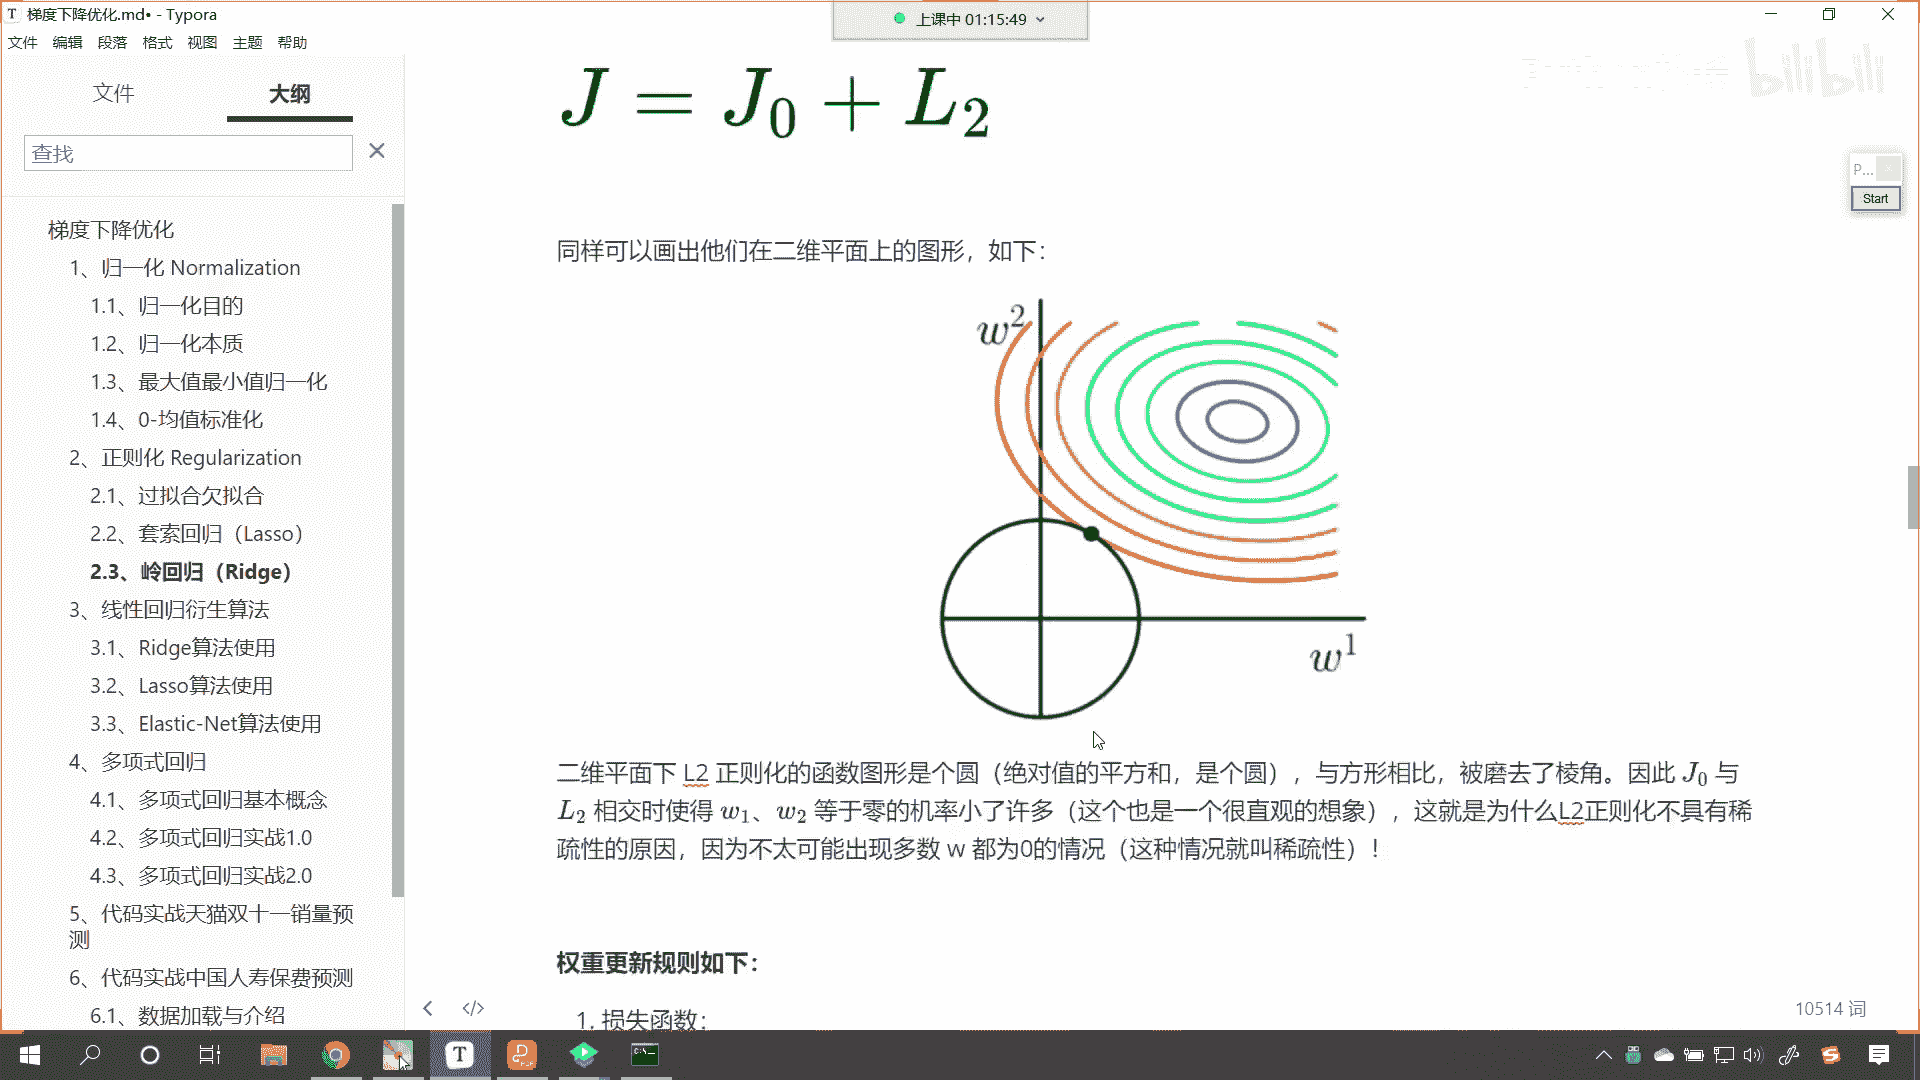 梯度下降优化.md• - Typora
上课中 01:15:49
文件 编辑 段落 格式 视图 主题 帮助
bilibili
文件 大纲
查找
梯度下降优化
1、归一化 Normalization
1.1、归一化目的
1.2、归一化本质
1.3、最大值最小值归一化
1.4、0-均值标准化
2、正则化 Regularization
2.1、过拟合欠拟合
2.2、套索回归（Lasso）
2.3、岭回归（Ridge）
3、线性回归衍生算法
3.1、Ridge算法使用
3.2、Lasso算法使用
3.3、Elastic-Net算法使用
4、多项式回归
4.1、多项式回归基本概念
4.2、多项式回归实战1.0
4.3、多项式回归实战2.0
5、代码实战天猫双十一销量预
测
6、代码实战中国人寿保费预测
6.1、数据加载与介绍
J = J₀ + L₂
P...
Start
同样可以画出他们在二维平面上的图形，如下：
w²
w¹
二维平面下 L2 正则化的函数图形是个圆（绝对值的平方和，是个圆），与方形相比，被磨去了棱角。因此 J₀ 与
L₂ 相交时使得 w₁、w₂ 等于零的机率小了许多（这个也是一个很直观的想象），这就是为什么L2正则化不具有稀
疏性的原因，因为不太可能出现多数 w 都为0的情况（这种情况就叫稀疏性）！
权重更新规则如下：
1. 损失函数：
10514 词